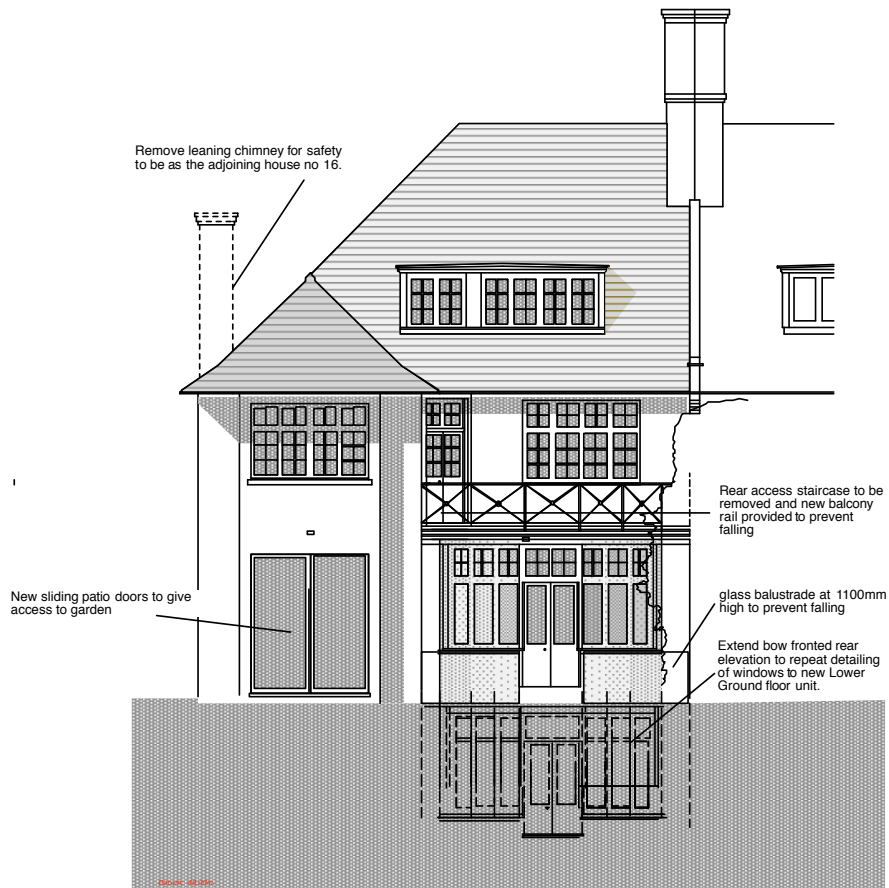 Remove leaning chimney for safety
to be as the adjoining house no 16.
Rear access staircase to be
removed and new balcony
rail provided to prevent
falling
New sliding patio doors to give
access to garden
glass balustrade at 1100mm
high to prevent falling
Extend bow fronted rear
elevation to repeat detailing
of windows to new Lower
Ground floor unit.